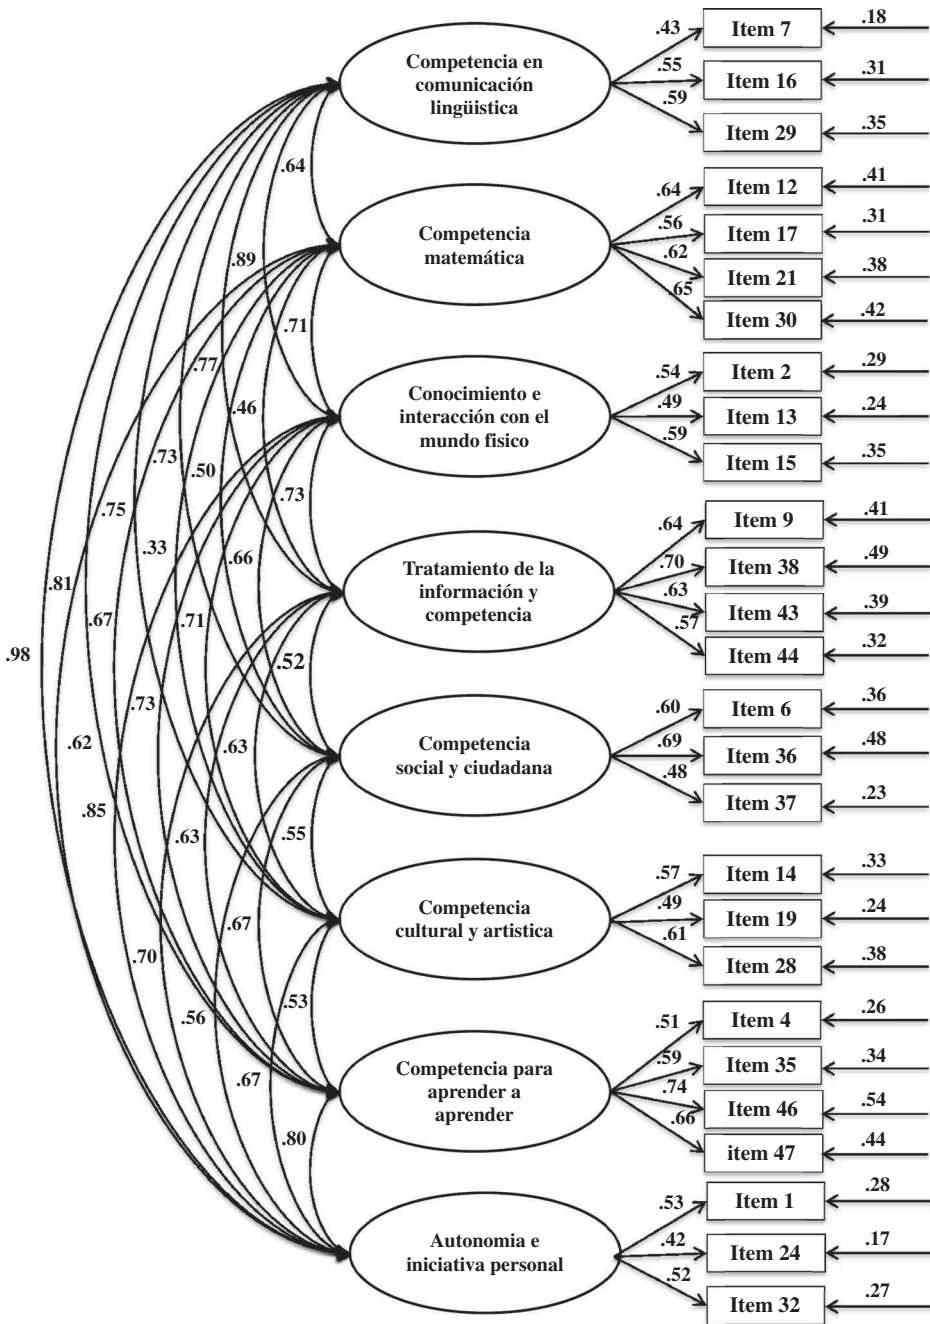 Competencia en
comunicación
lingüistica
.43
.55
.59
Item 7
.18
Item 16
.31
Item 29
.35
.64
Competencia
matemática
.64
.56
.62
.65
Item 12
.41
Item 17
.31
Item 21
.38
Item 30
.42
.89
.71
Conocimiento e
interacción con el
mundo fisico
.54
.49
.59
Item 2
.29
Item 13
.24
Item 15
.35
.77
.46
.73
Tratamiento de la
información y
competencia
.64
.70
.63
.57
Item 9
.41
Item 38
.49
Item 43
.39
Item 44
.32
.73
.50
.66
.52
Competencia
social y ciudadana
.60
.69
.48
Item 6
.36
Item 36
.48
Item 37
.23
.75
.33
.71
.63
.55
Competencia
cultural y artistica
.57
.49
.61
Item 14
.33
Item 19
.24
Item 28
.38
.81
.67
.73
.63
.67
.53
Competencia para
aprender a
aprender
.51
.59
.74
.66
Item 4
.26
Item 35
.34
Item 46
.54
item 47
.44
.98
.62
.85
.70
.56
.67
.80
Autonomia e
iniciativa personal
.53
.42
.52
Item 1
.28
Item 24
.17
Item 32
.27